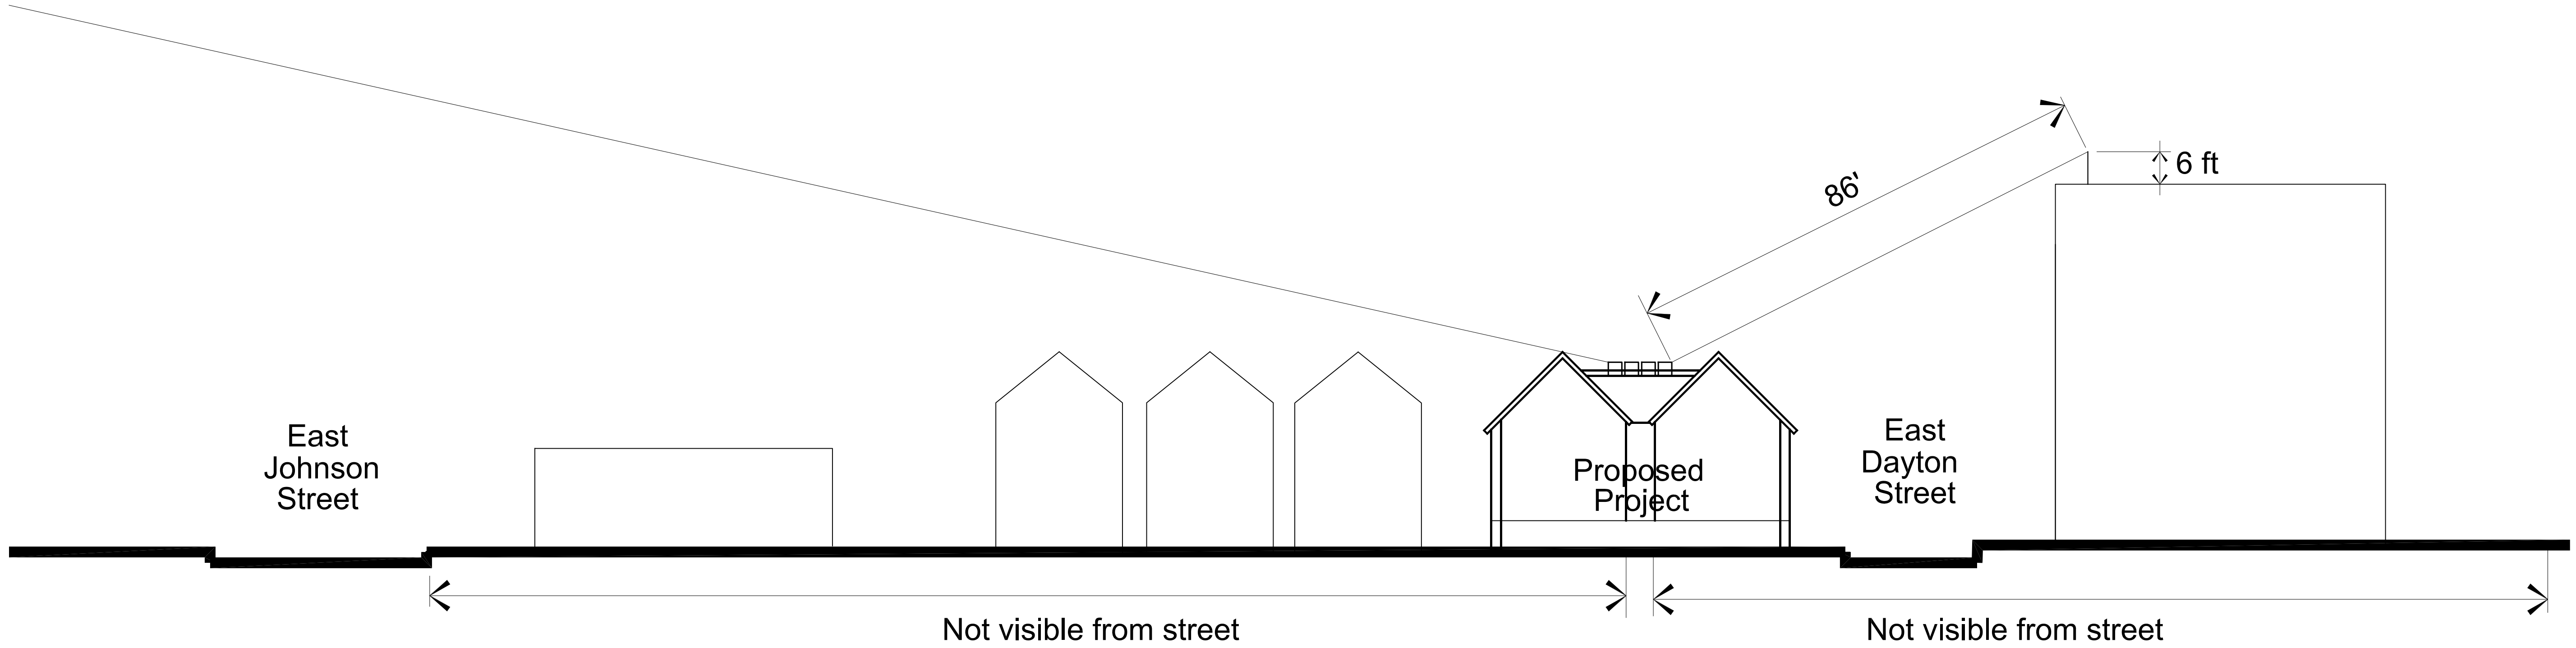 86'
6 ft
East
Johnson
Street
Proposed
Project
East
Dayton
Street
Not visible from street
Not visible from street